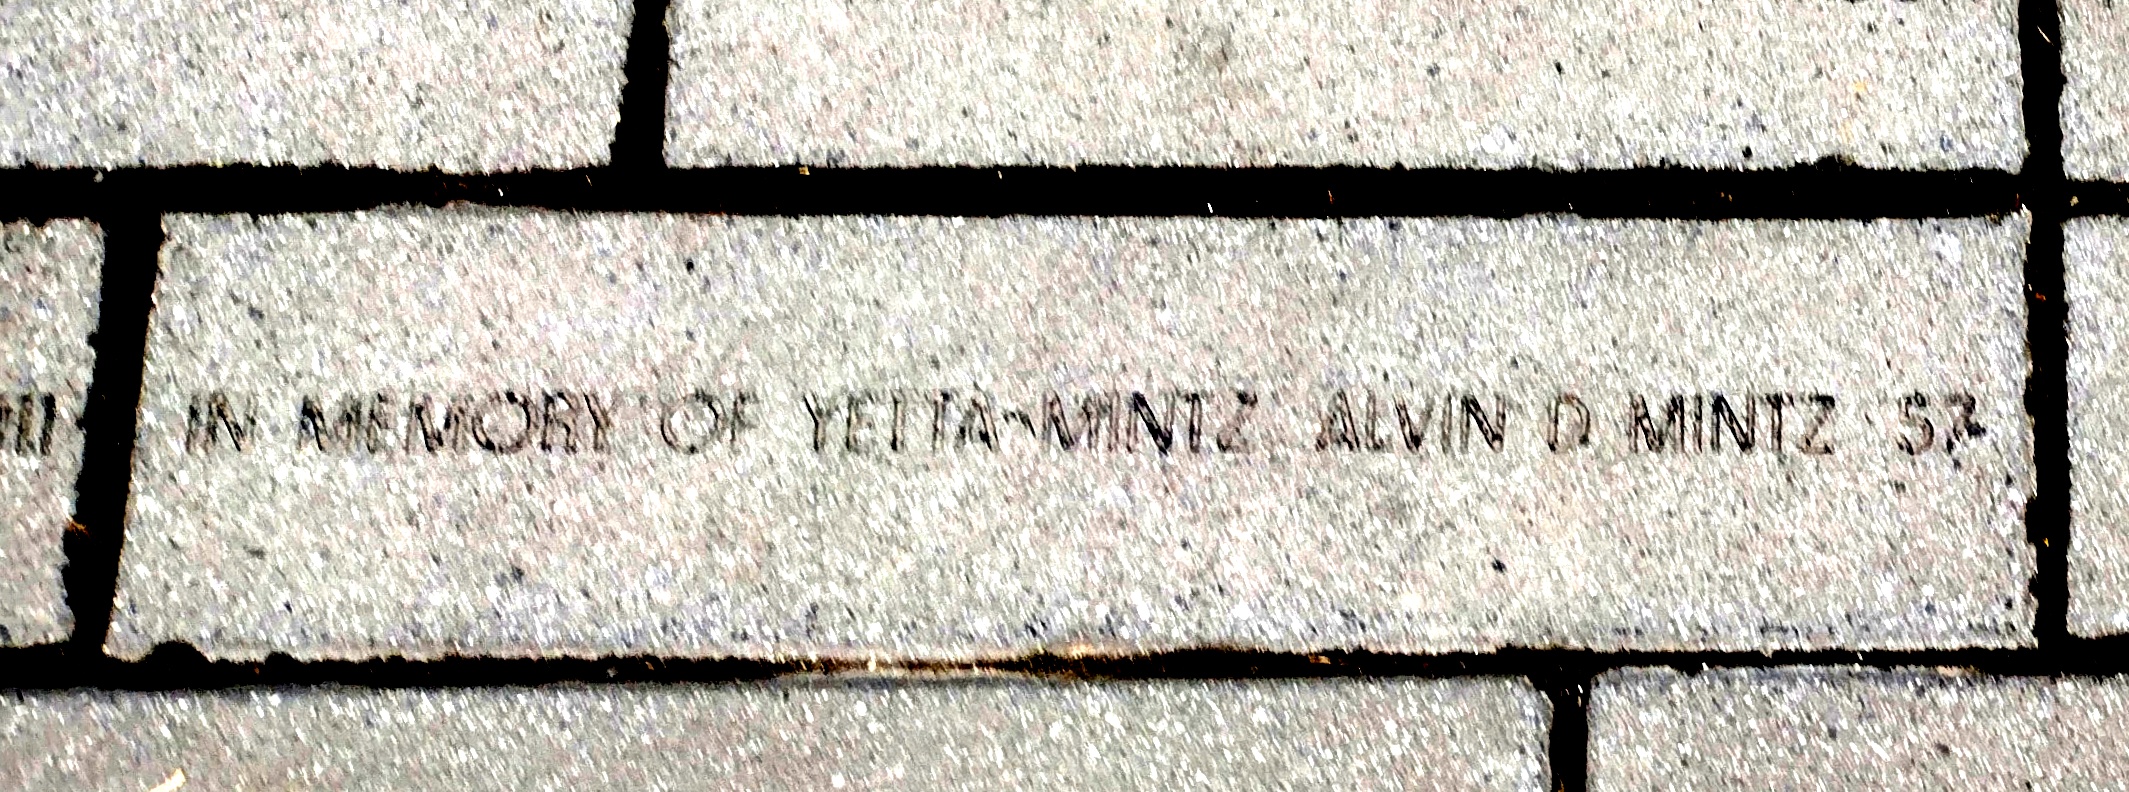 IN MEMORY OF YETTA MINTZ ALVIN D MINTZ '57